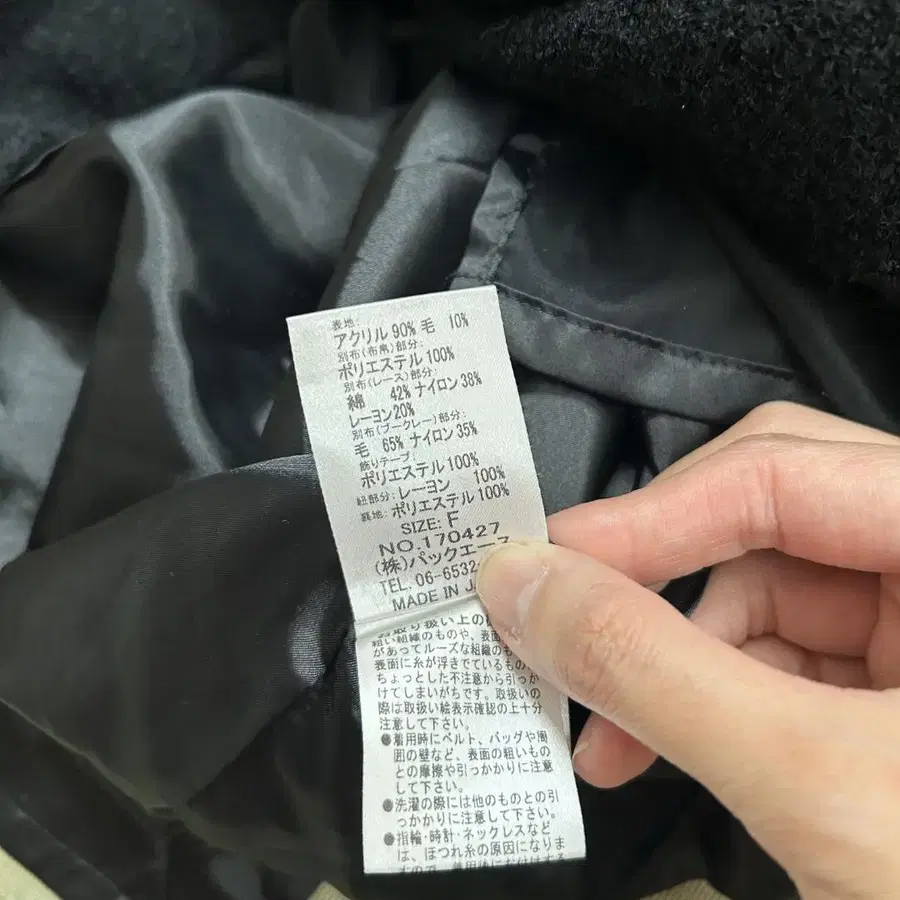 表地:
アクリル 90% 毛 10%
別布(布帛)部分:
ポリエステル 100%
別布(レース)部分:
綿 42% ナイロン 38%
レーヨン 20%
別布(ブークレー)部分:
毛 65% ナイロン 35%
飾りテープ:
ポリエステル 100%
紐部分: レーヨン 100%
裏地: ポリエステル 100%
SIZE: F
NO. 170427
(株)パックエース
TEL. 06-6532
MADE IN
扱い上の
粗い組織のものや、表面
があってルーズな組織のも
表面に糸が浮きているもの
ちょっとした不注意から引っか
けてしまいがちです。取扱いの
際は取扱い絵表示確認の上十分
注意して下さい。
●着用時にベルト、バッグや周
囲の壁など、表面の粗いもの
との摩擦や引っかかりに注意
して下さい。
●洗濯の際には他のものとの引
っかかりに注意して下さい。
●指輪・時計・ネックレスなど
は、ほつれ糸の原因になりま